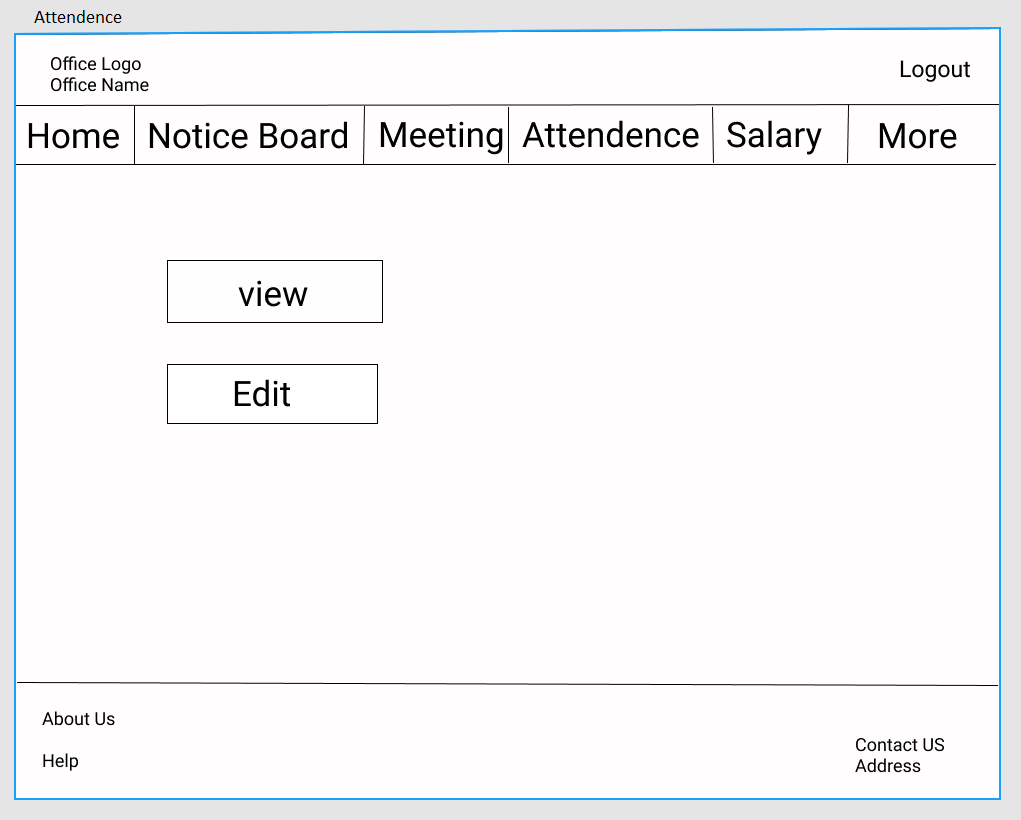 Attendence
Office Logo
Office Name
Logout
Home
Notice Board
Meeting
Attendence
Salary
More
view
Edit
About Us
Help
Contact US
Address